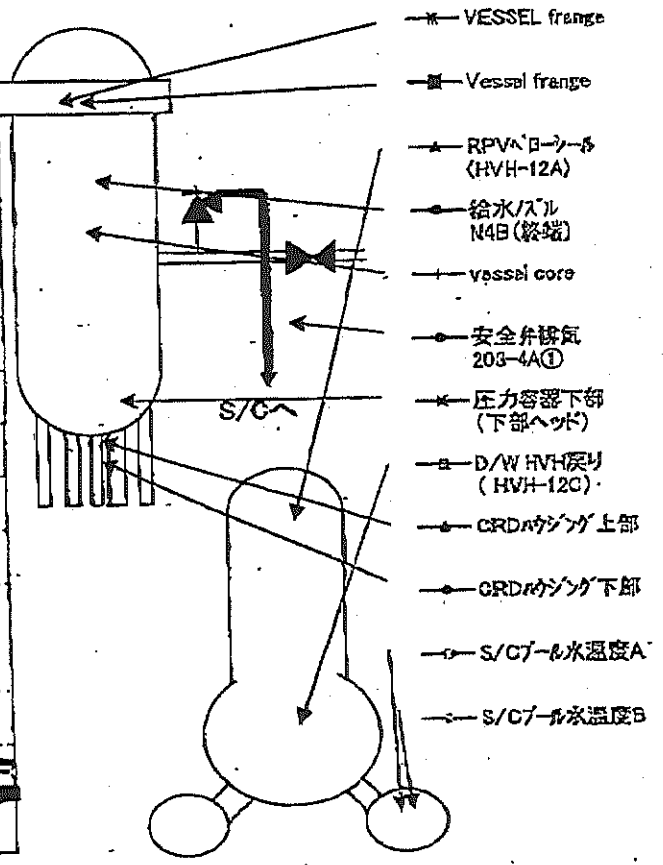 VESSEL frange
Vessel frange
RPVベローシール
(HVH-12A)
給水ノズル
N4B(終端)
vessel core
安全弁排気
203-4A①
圧力容器下部
(下部ヘッド)
D/W HVH戻り
(HVH-12C)
CRDハウジング上部
CRDハウジング下部
S/Cプール水温度A
S/Cプール水温度B
S/Cへ